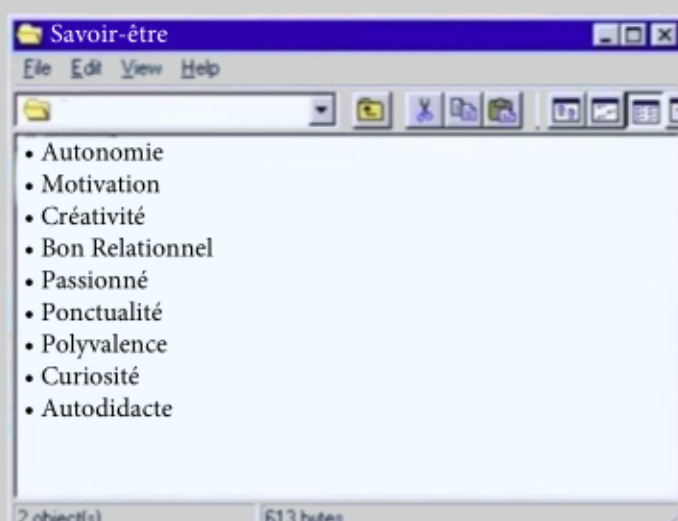 Savoir-être
File Edit View Help
• Autonomie
• Motivation
• Créativité
• Bon Relationnel
• Passionné
• Ponctualité
• Polyvalence
• Curiosité
• Autodidacte
2 object(s) 613 bytes